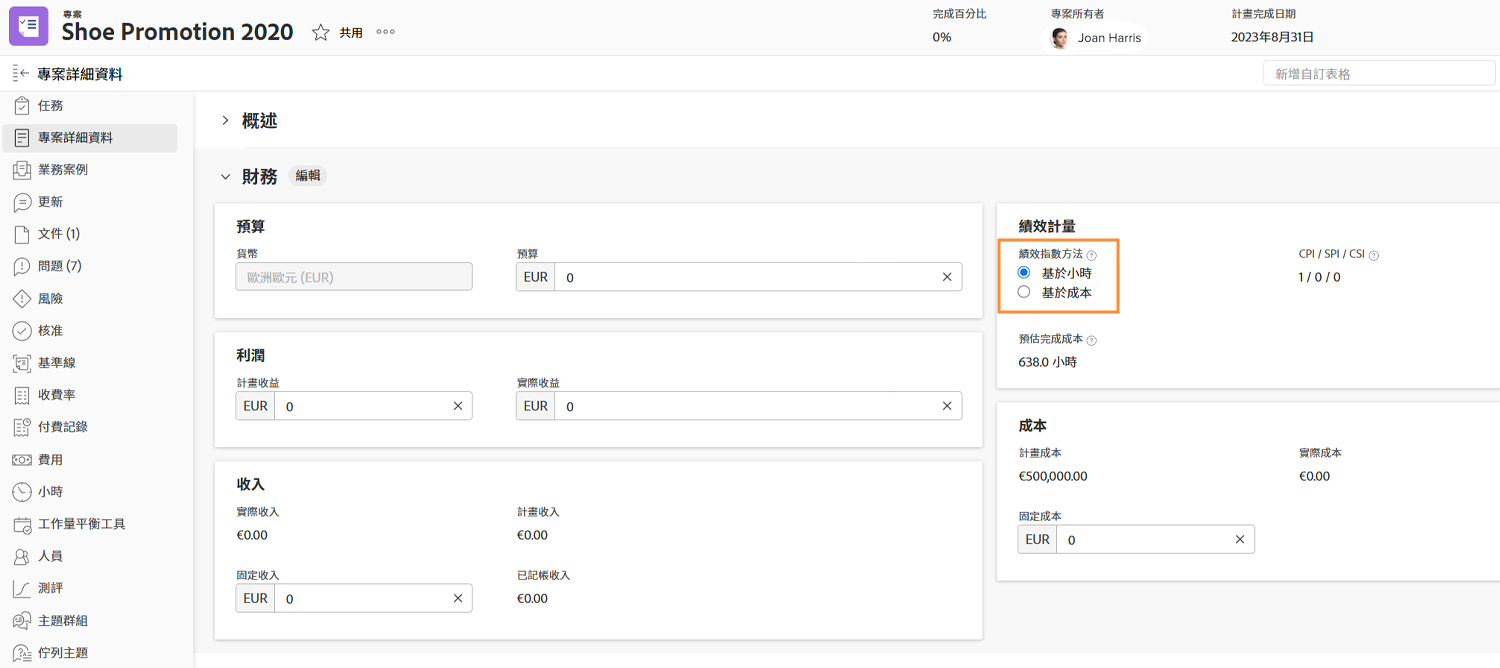 專案
Shoe Promotion 2020
共用
完成百分比
0%
專案所有者
Joan Harris
計畫完成日期
2023年8月31日
專案詳細資料
新增自訂表格
任務
專案詳細資料
業務案例
更新
文件 (1)
問題 (7)
風險
核准
基準線
收費率
付費記錄
費用
小時
工作量平衡工具
人員
測評
主題群組
佇列主題
概述
財務
編輯
預算
貨幣
歐洲歐元 (EUR)
預算
EUR 0
利潤
計畫收益
EUR 0
實際收益
EUR 0
收入
實際收入
€0.00
計畫收入
€0.00
固定收入
EUR 0
已記帳收入
€0.00
績效計量
績效指數方法
基於小時
基於成本
CPI / SPI / CSI
1 / 0 / 0
預估完成成本
638.0 小時
成本
計畫成本
€500,000.00
實際成本
€0.00
固定成本
EUR 0